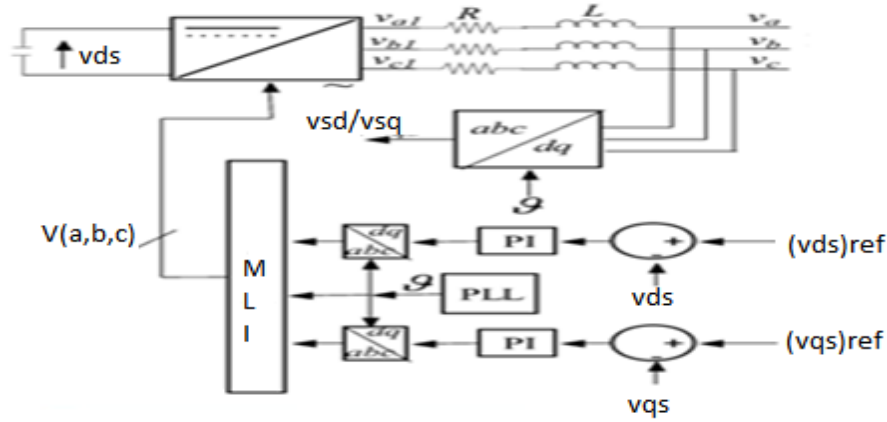 va1 R L va
vds vb1 vb
vc1 vc
~
vsd/vsq abc
dq
ϑ
V(a,b,c) dq
abc PI + - (vds)ref
M
L
I
ϑ PLL vds
dq
abc PI + - (vqs)ref
vqs